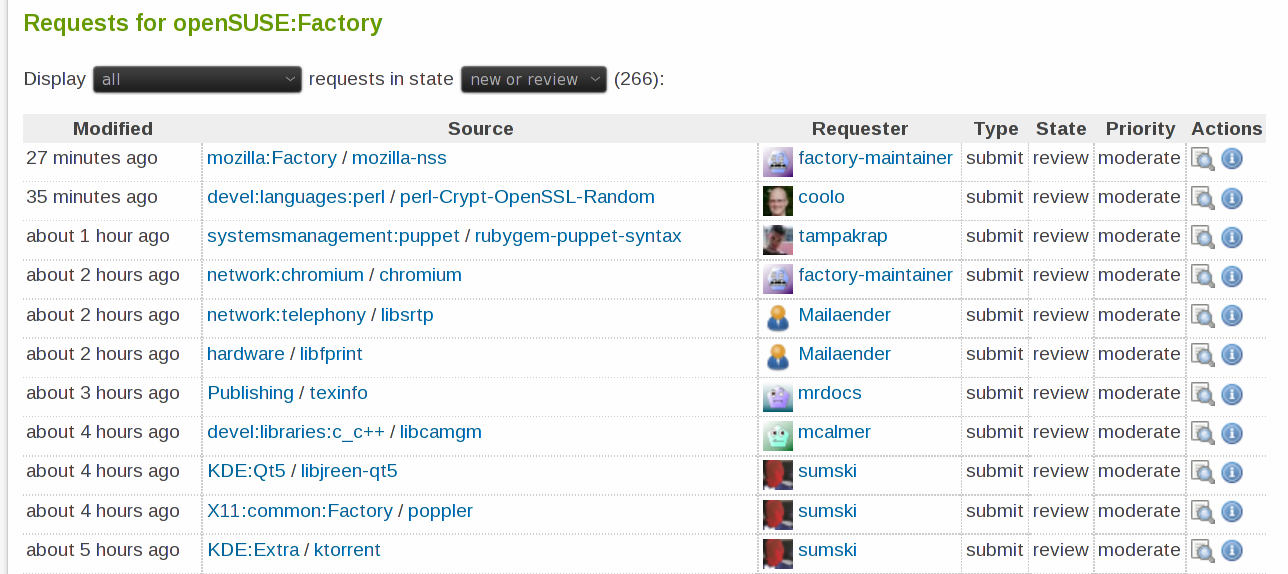 Requests for openSUSE:Factory
Display all requests in state new or review (266):
Modified Source Requester Type State Priority Actions
27 minutes ago mozilla:Factory / mozilla-nss factory-maintainer submit review moderate
35 minutes ago devel:languages:perl / perl-Crypt-OpenSSL-Random coolo submit review moderate
about 1 hour ago systemsmanagement:puppet / rubygem-puppet-syntax tampakrap submit review moderate
about 2 hours ago network:chromium / chromium factory-maintainer submit review moderate
about 2 hours ago network:telephony / libsrtp Mailaender submit review moderate
about 2 hours ago hardware / libfprint Mailaender submit review moderate
about 3 hours ago Publishing / texinfo mrdocs submit review moderate
about 4 hours ago devel:libraries:c_c++ / libcamgm mcalmer submit review moderate
about 4 hours ago KDE:Qt5 / libjreen-qt5 sumski submit review moderate
about 4 hours ago X11:common:Factory / poppler sumski submit review moderate
about 5 hours ago KDE:Extra / ktorrent sumski submit review moderate